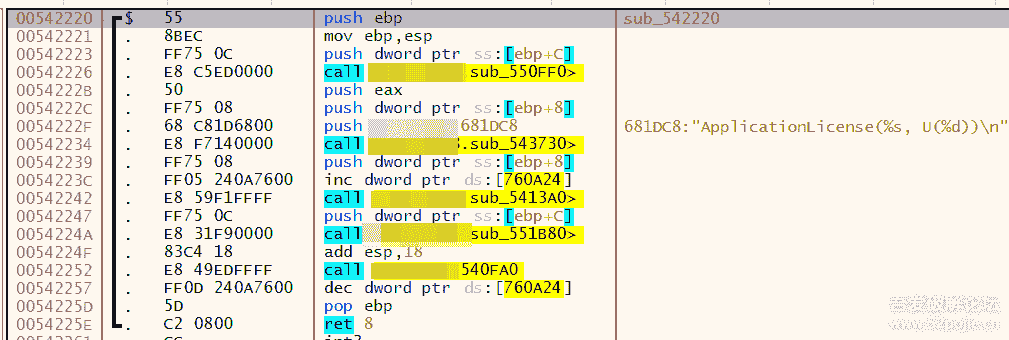 00542220 $ 55 push ebp sub_542220
00542221 . 8BEC mov ebp,esp
00542223 . FF75 0C push dword ptr ss:[ebp+C]
00542226 . E8 C5ED0000 call sub_550FF0>
0054222B . 50 push eax
0054222C . FF75 08 push dword ptr ss:[ebp+8]
0054222F . 68 C81D6800 push 681DC8 681DC8:"ApplicationLicense(%s, U(%d))\n"
00542234 . E8 F7140000 call .sub_543730>
00542239 . FF75 08 push dword ptr ss:[ebp+8]
0054223C . FF05 240A7600 inc dword ptr ds:[760A24]
00542242 . E8 59F1FFFF call sub_5413A0>
00542247 . FF75 0C push dword ptr ss:[ebp+C]
0054224A . E8 31F90000 call sub_551B80>
0054224F . 83C4 18 add esp,18
00542252 . E8 49EDFFFF call 540FA0
00542257 . FF0D 240A7600 dec dword ptr ds:[760A24]
0054225D . 5D pop ebp
0054225E . C2 0800 ret 8